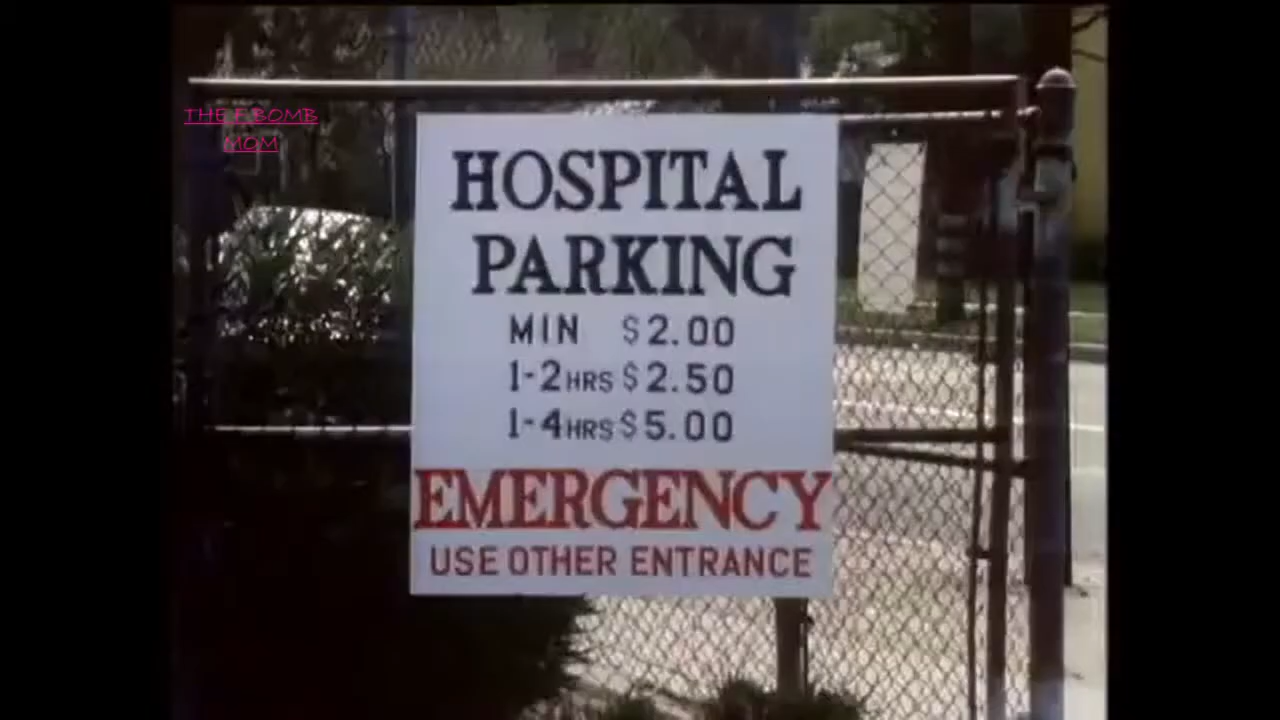 THE F BOMB
MOM
HOSPITAL
PARKING
MIN $2.00
1-2HRS $2.50
1-4HRS $5.00
EMERGENCY
USE OTHER ENTRANCE